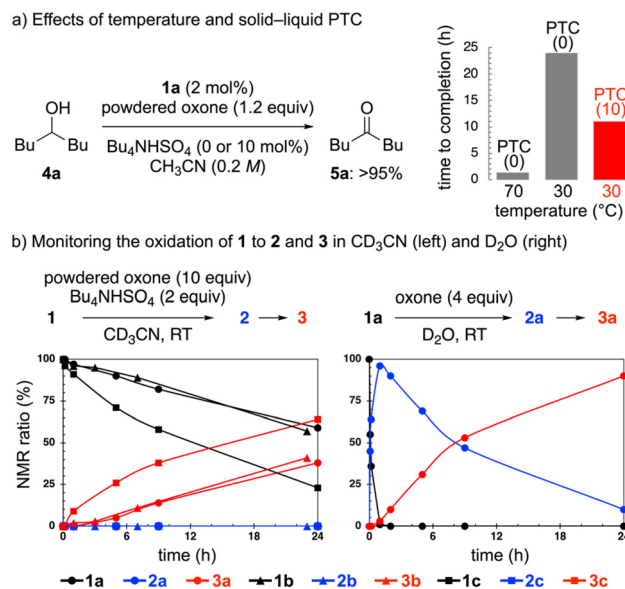 a) Effects of temperature and solid–liquid PTC
OH
Bu Bu
4a
1a (2 mol%)
powdered oxone (1.2 equiv)
Bu4NHSO4 (0 or 10 mol%)
CH3CN (0.2 M)
O
Bu Bu
5a: >95%
time to completion (h)
25
20
15
10
5
0
PTC
(0)
PTC
(0)
PTC
(10)
70 30 30
temperature (°C)
b) Monitoring the oxidation of 1 to 2 and 3 in CD3CN (left) and D2O (right)
powdered oxone (10 equiv)
Bu4NHSO4 (2 equiv)
1 2 3
CD3CN, RT
oxone (4 equiv)
1a 2a 3a
D2O, RT
NMR ratio (%)
100
75
50
25
0
0 6 12 18 24
time (h)
100
75
50
25
0
0 6 12 18 24
time (h)
1a 2a 3a 1b 2b 3b 1c 2c 3c